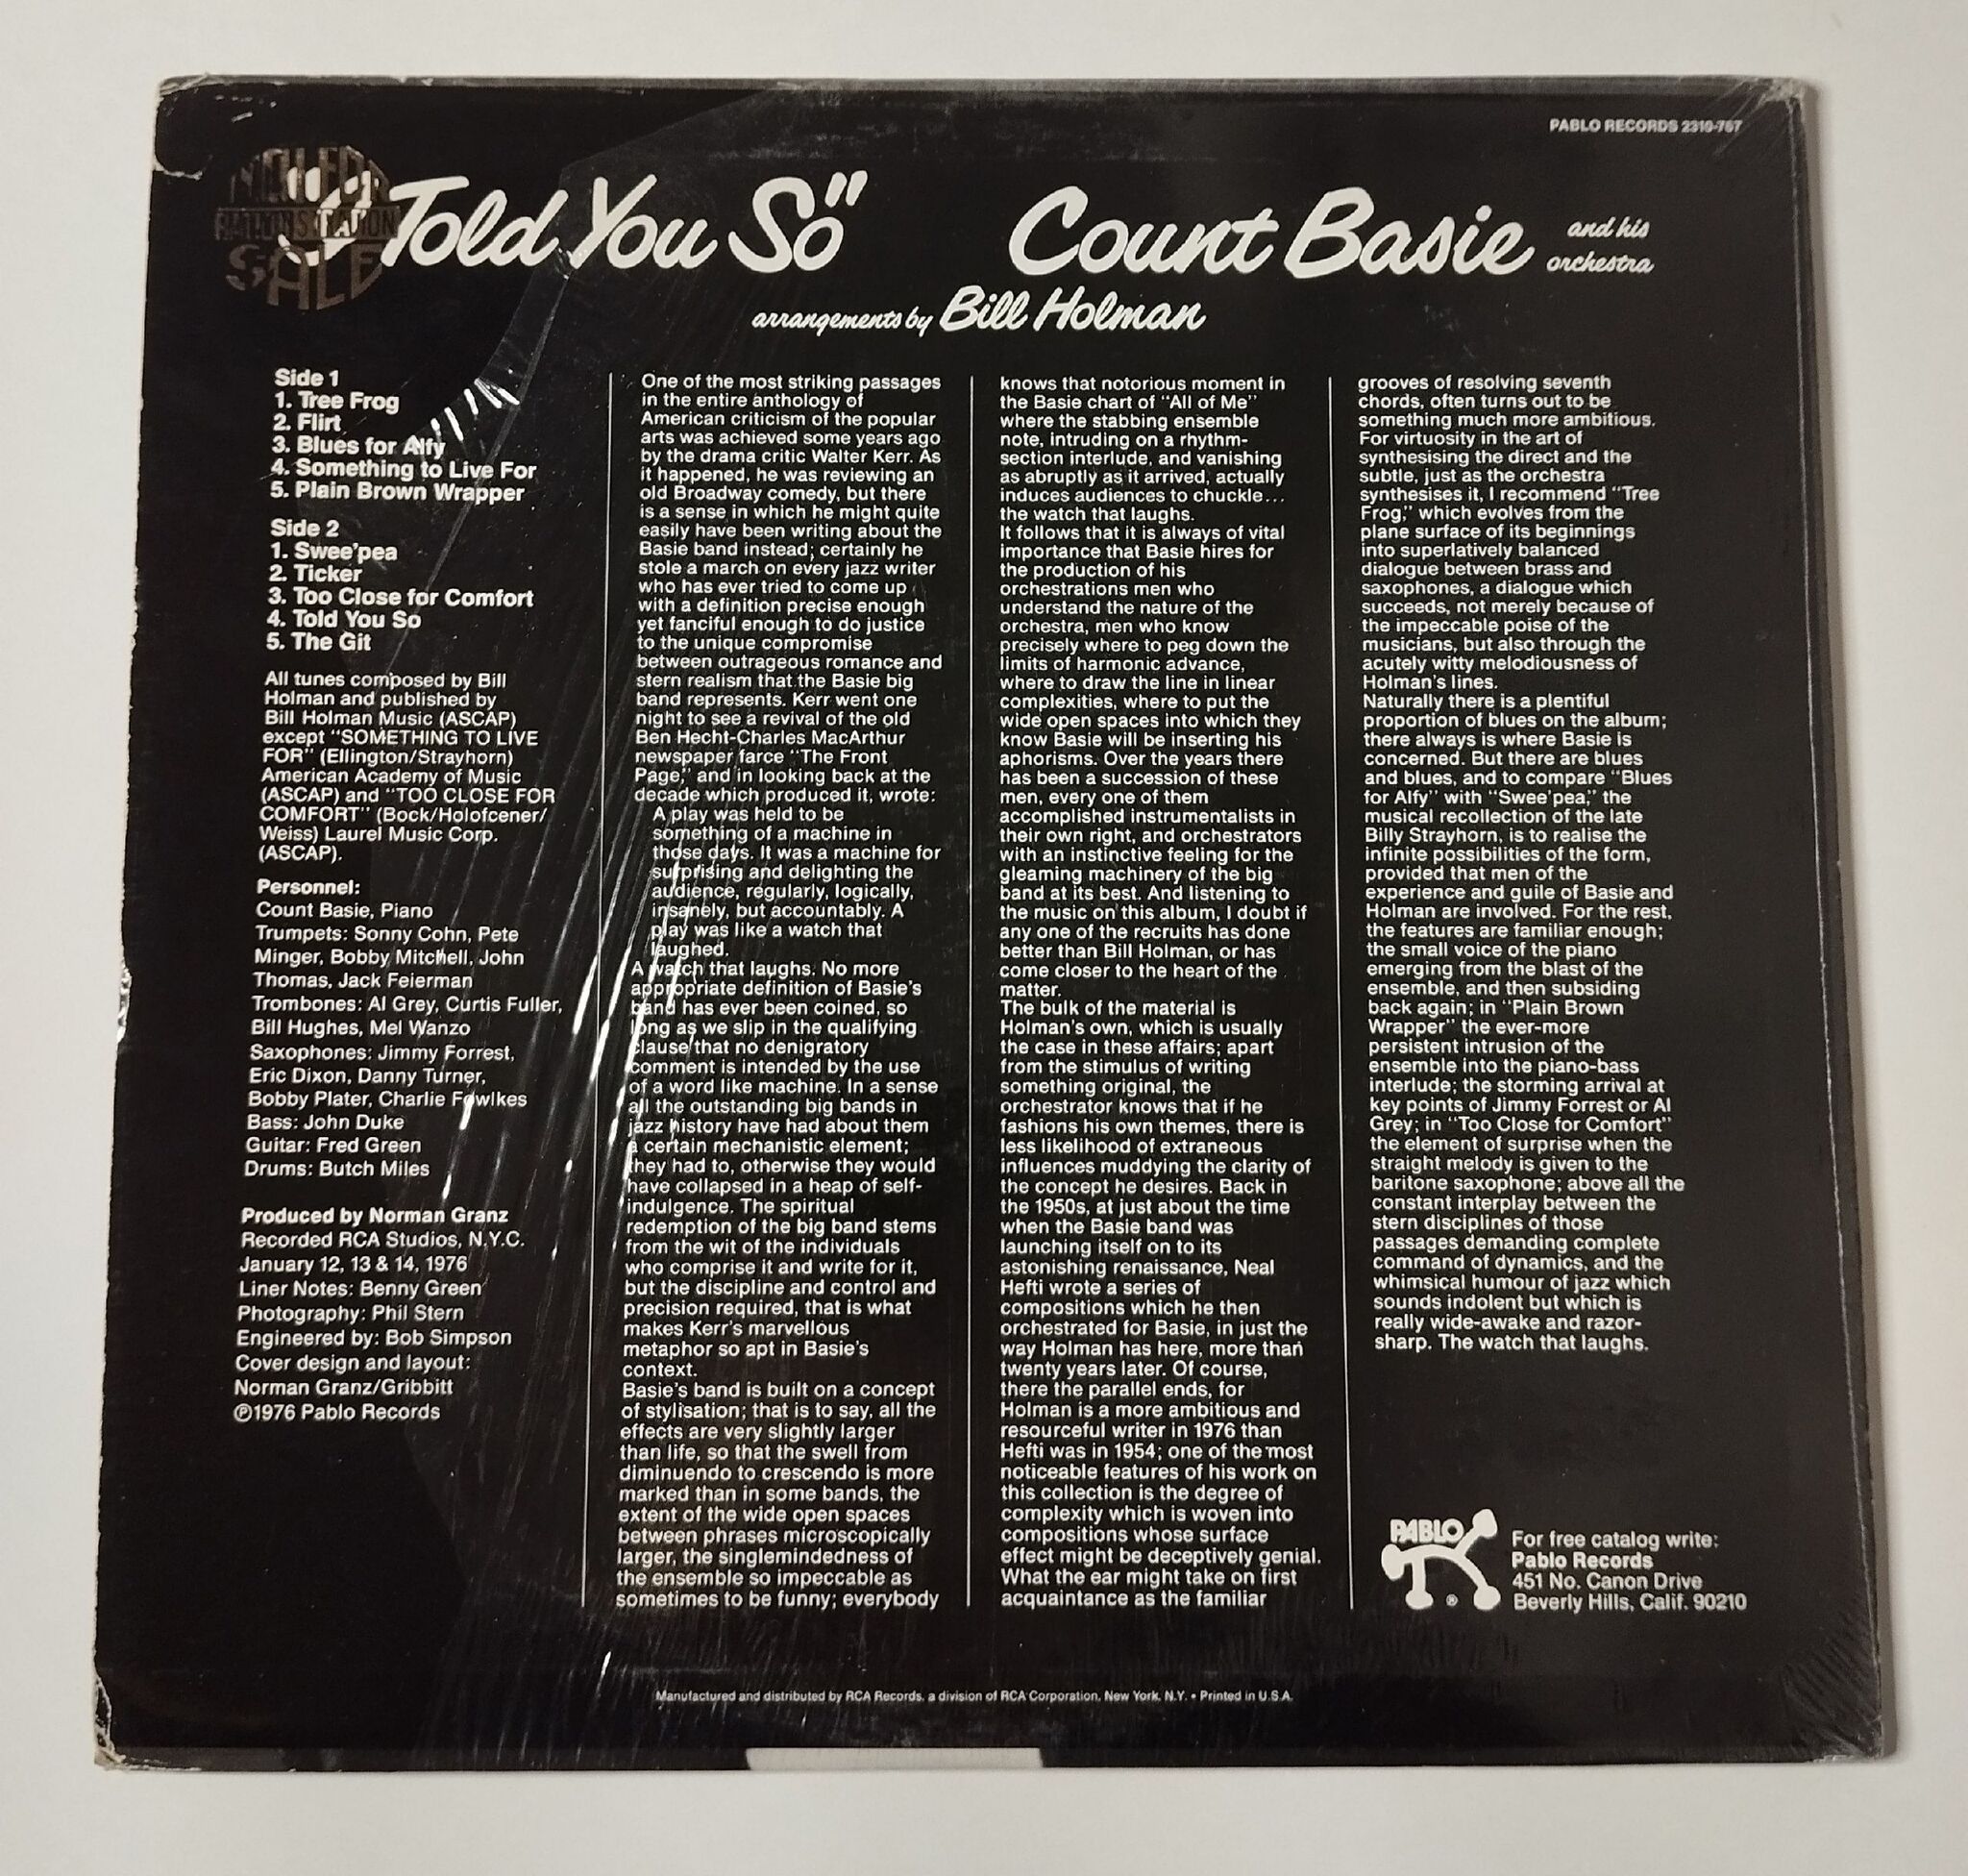 PABLO RECORDS 2310-767
NOT FOR
STATION
SALE
"I Told You So"
Count Basie and his
orchestra
arrangements by Bill Holman
Side 1
1. Tree Frog
2. Flirt
3. Blues for Alfy
4. Something to Live For
5. Plain Brown Wrapper
Side 2
1. Swee'pea
2. Ticker
3. Too Close for Comfort
4. Told You So
5. The Git
All tunes composed by Bill
Holman and published by
Bill Holman Music (ASCAP)
except "SOMETHING TO LIVE
FOR" (Ellington/Strayhorn)
American Academy of Music
(ASCAP) and "TOO CLOSE FOR
COMFORT" (Bock/Holofcener/
Weiss) Laurel Music Corp.
(ASCAP).
Personnel:
Count Basie, Piano
Trumpets: Sonny Cohn, Pete
Minger, Bobby Mitchell, John
Thomas, Jack Feierman
Trombones: Al Grey, Curtis Fuller,
Bill Hughes, Mel Wanzo
Saxophones: Jimmy Forrest,
Eric Dixon, Danny Turner,
Bobby Plater, Charlie Fowlkes
Bass: John Duke
Guitar: Fred Green
Drums: Butch Miles
Produced by Norman Granz
Recorded RCA Studios, N.Y.C.
January 12, 13 & 14, 1976
Liner Notes: Benny Green
Photography: Phil Stern
Engineered by: Bob Simpson
Cover design and layout:
Norman Granz/Gribbitt
℗1976 Pablo Records
One of the most striking passages
in the entire anthology of
American criticism of the popular
arts was achieved some years ago
by the drama critic Walter Kerr. As
it happened, he was reviewing an
old Broadway comedy, but there
is a sense in which he might quite
easily have been writing about the
Basie band instead; certainly he
stole a march on every jazz writer
who has ever tried to come up
with a definition precise enough
yet fanciful enough to do justice
to the unique compromise
between outrageous romance and
stern realism that the Basie big
band represents. Kerr went one
night to see a revival of the old
Ben Hecht-Charles MacArthur
newspaper farce "The Front
Page," and in looking back at the
decade which produced it, wrote:
A play was held to be
something of a machine in
those days. It was a machine for
surprising and delighting the
audience, regularly, logically,
insanely, but accountably. A
play was like a watch that
laughed.
A watch that laughs. No more
appropriate definition of Basie's
band has ever been coined, so
long as we slip in the qualifying
clause that no denigratory
comment is intended by the use
of a word like machine. In a sense
all the outstanding big bands in
jazz history have had about them
a certain mechanistic element;
they had to, otherwise they would
have collapsed in a heap of self-
indulgence. The spiritual
redemption of the big band stems
from the wit of the individuals
who comprise it and write for it,
but the discipline and control and
precision required, that is what
makes Kerr's marvellous
metaphor so apt in Basie's
context.
Basie's band is built on a concept
of stylisation; that is to say, all the
effects are very slightly larger
than life, so that the swell from
diminuendo to crescendo is more
marked than in some bands, the
extent of the wide open spaces
between phrases microscopically
larger, the singlemindedness of
the ensemble so impeccable as
sometimes to be funny; everybody
knows that notorious moment in
the Basie chart of "All of Me"
where the stabbing ensemble
note, intruding on a rhythm-
section interlude, and vanishing
as abruptly as it arrived, actually
induces audiences to chuckle...
the watch that laughs.
It follows that it is always of vital
importance that Basie hires for
the production of his
orchestrations men who
understand the nature of the
orchestra, men who know
precisely where to peg down the
limits of harmonic advance,
where to draw the line in linear
complexities, where to put the
wide open spaces into which they
know Basie will be inserting his
aphorisms. Over the years there
has been a succession of these
men, every one of them
accomplished instrumentalists in
their own right, and orchestrators
with an instinctive feeling for the
gleaming machinery of the big
band at its best. And listening to
the music on this album, I doubt if
any one of the recruits has done
better than Bill Holman, or has
come closer to the heart of the
matter.
The bulk of the material is
Holman's own, which is usually
the case in these affairs; apart
from the stimulus of writing
something original, the
orchestrator knows that if he
fashions his own themes, there is
less likelihood of extraneous
influences muddying the clarity of
the concept he desires. Back in
the 1950s, at just about the time
when the Basie band was
launching itself on to its
astonishing renaissance, Neal
Hefti wrote a series of
compositions which he then
orchestrated for Basie, in just the
way Holman has here, more than
twenty years later. Of course,
there the parallel ends, for
Holman is a more ambitious and
resourceful writer in 1976 than
Hefti was in 1954; one of the most
noticeable features of his work on
this collection is the degree of
complexity which is woven into
compositions whose surface
effect might be deceptively genial.
What the ear might take on first
acquaintance as the familiar
grooves of resolving seventh
chords, often turns out to be
something much more ambitious.
For virtuosity in the art of
synthesising the direct and the
subtle, just as the orchestra
synthesises it, I recommend "Tree
Frog," which evolves from the
plane surface of its beginnings
into superlatively balanced
dialogue between brass and
saxophones, a dialogue which
succeeds, not merely because of
the impeccable poise of the
musicians, but also through the
acutely witty melodiousness of
Holman's lines.
Naturally there is a plentiful
proportion of blues on the album;
there always is where Basie is
concerned. But there are blues
and blues, and to compare "Blues
for Alfy" with "Swee'pea," the
musical recollection of the late
Billy Strayhorn, is to realise the
infinite possibilities of the form,
provided that men of the
experience and guile of Basie and
Holman are involved. For the rest,
the features are familiar enough;
the small voice of the piano
emerging from the blast of the
ensemble, and then subsiding
back again; in "Plain Brown
Wrapper" the ever-more
persistent intrusion of the
ensemble into the piano-bass
interlude; the storming arrival at
key points of Jimmy Forrest or Al
Grey; in "Too Close for Comfort"
the element of surprise when the
straight melody is given to the
baritone saxophone; above all the
constant interplay between the
stern disciplines of those
passages demanding complete
command of dynamics, and the
whimsical humour of jazz which
sounds indolent but which is
really wide-awake and razor-
sharp. The watch that laughs.
PABLO
®
For free catalog write:
Pablo Records
451 No. Canon Drive
Beverly Hills, Calif. 90210
Manufactured and distributed by RCA Records, a division of RCA Corporation, New York, N.Y. • Printed in U.S.A.